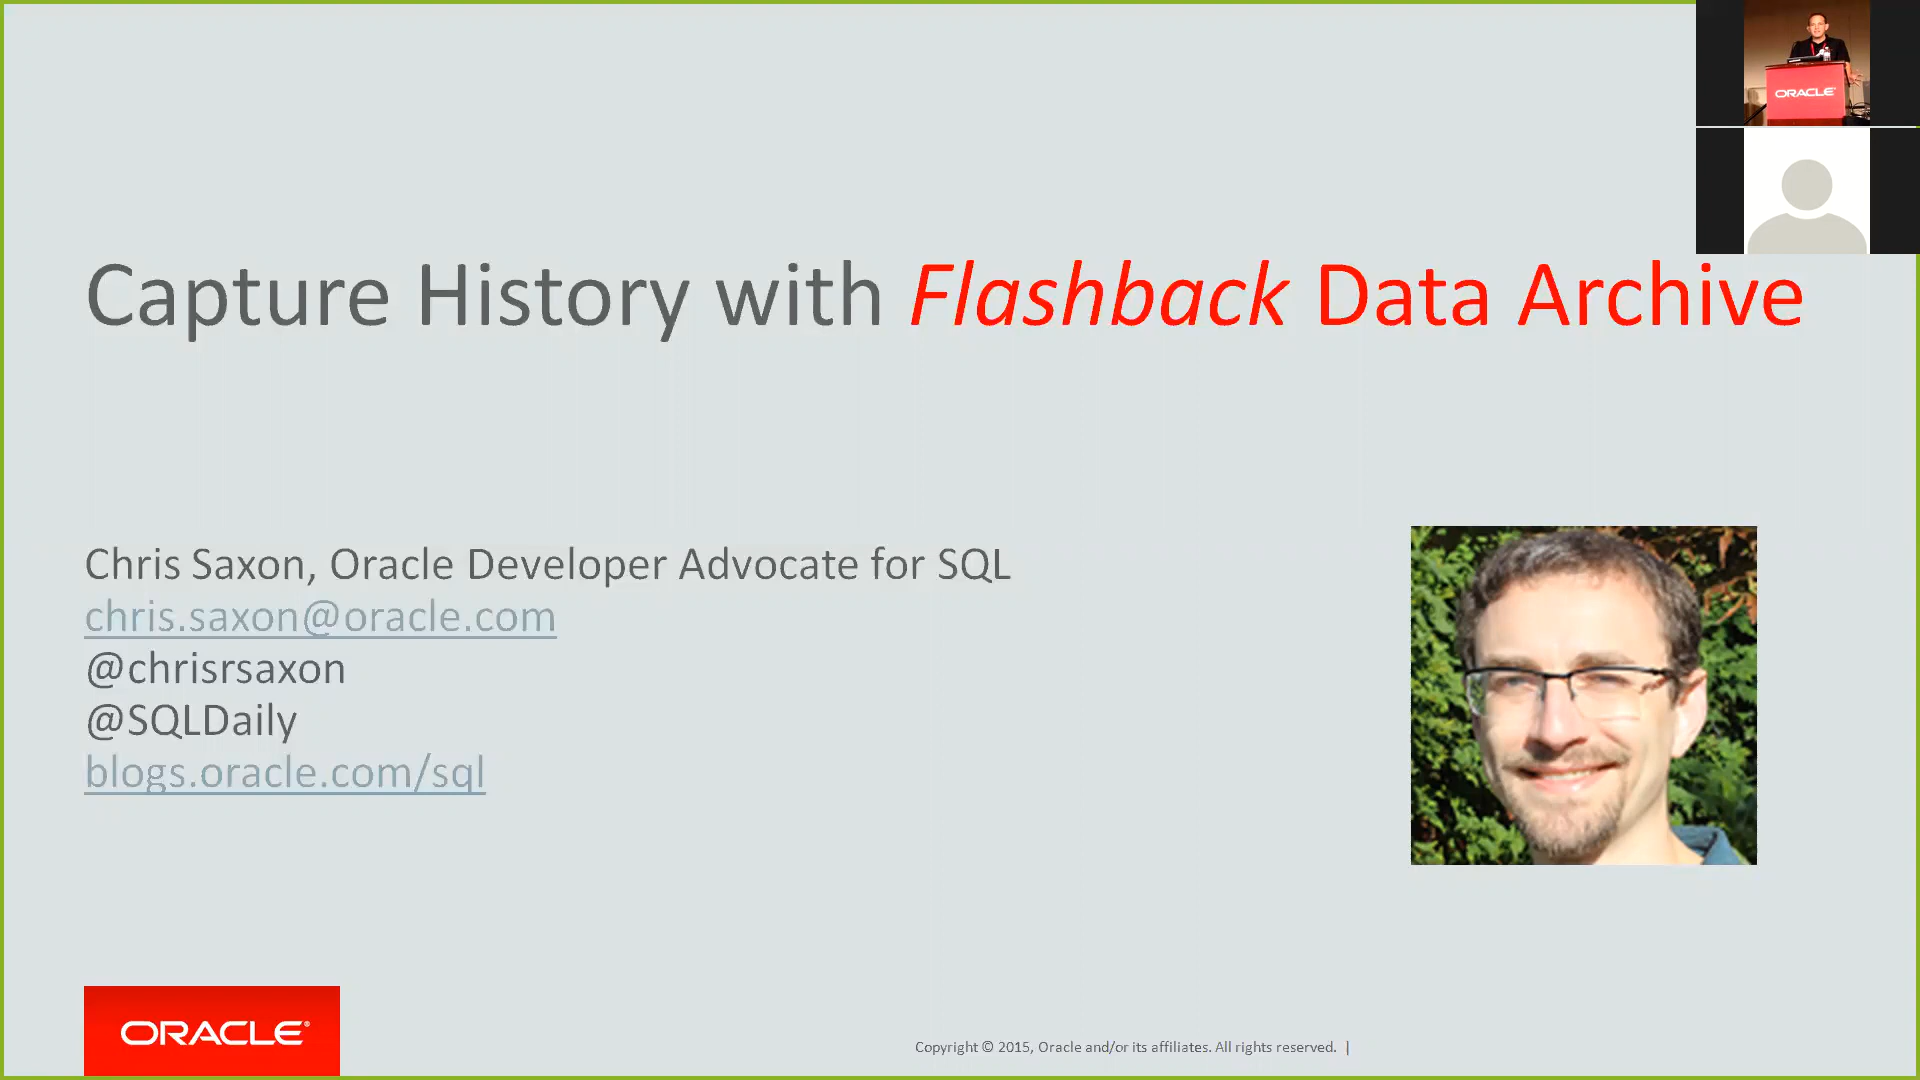 ORACLE
Capture History with Flashback Data Archive
Chris Saxon, Oracle Developer Advocate for SQL
chris.saxon@oracle.com
@chrisrsaxon
@SQLDaily
blogs.oracle.com/sql
ORACLE®
Copyright © 2015, Oracle and/or its affiliates. All rights reserved. |